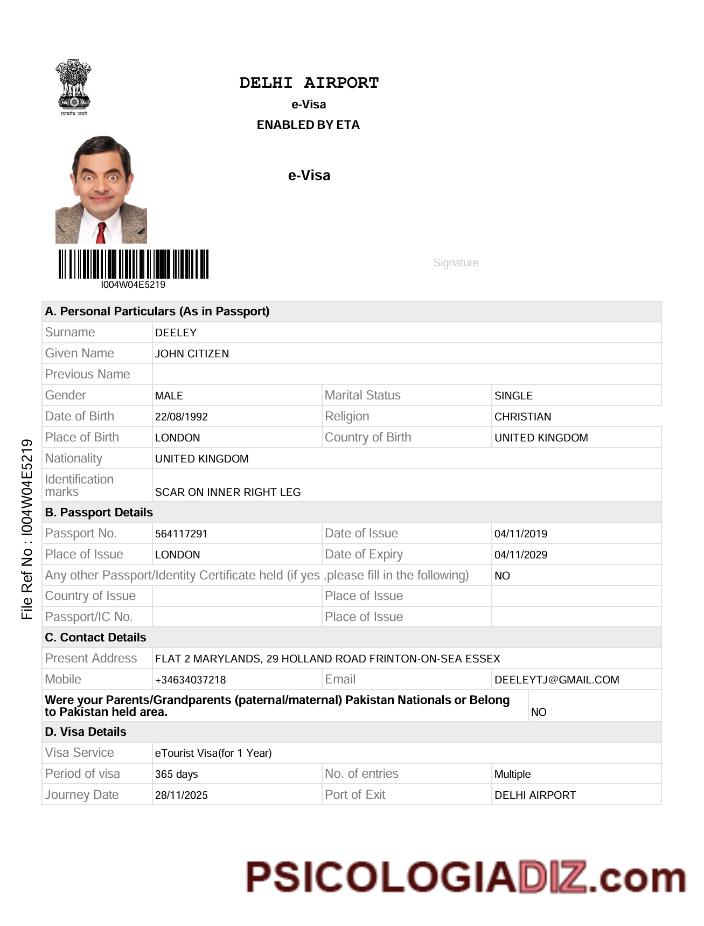 DELHI AIRPORT
e-Visa
ENABLED BY ETA
e-Visa
I004W04E5219
Signature
File Ref No : I004W04E5219
A. Personal Particulars (As in Passport)
Surname DEELEY
Given Name JOHN CITIZEN
Previous Name
Gender MALE Marital Status SINGLE
Date of Birth 22/08/1992 Religion CHRISTIAN
Place of Birth LONDON Country of Birth UNITED KINGDOM
Nationality UNITED KINGDOM
Identification
marks SCAR ON INNER RIGHT LEG
B. Passport Details
Passport No. 564117291 Date of Issue 04/11/2019
Place of Issue LONDON Date of Expiry 04/11/2029
Any other Passport/Identity Certificate held (if yes ,please fill in the following) NO
Country of Issue Place of Issue
Passport/IC No. Place of Issue
C. Contact Details
Present Address FLAT 2 MARYLANDS, 29 HOLLAND ROAD FRINTON-ON-SEA ESSEX
Mobile +34634037218 Email DEELEYTJ@GMAIL.COM
Were your Parents/Grandparents (paternal/maternal) Pakistan Nationals or Belong
to Pakistan held area. NO
D. Visa Details
Visa Service eTourist Visa(for 1 Year)
Period of visa 365 days No. of entries Multiple
Journey Date 28/11/2025 Port of Exit DELHI AIRPORT
PSICOLOGIADIZ.com